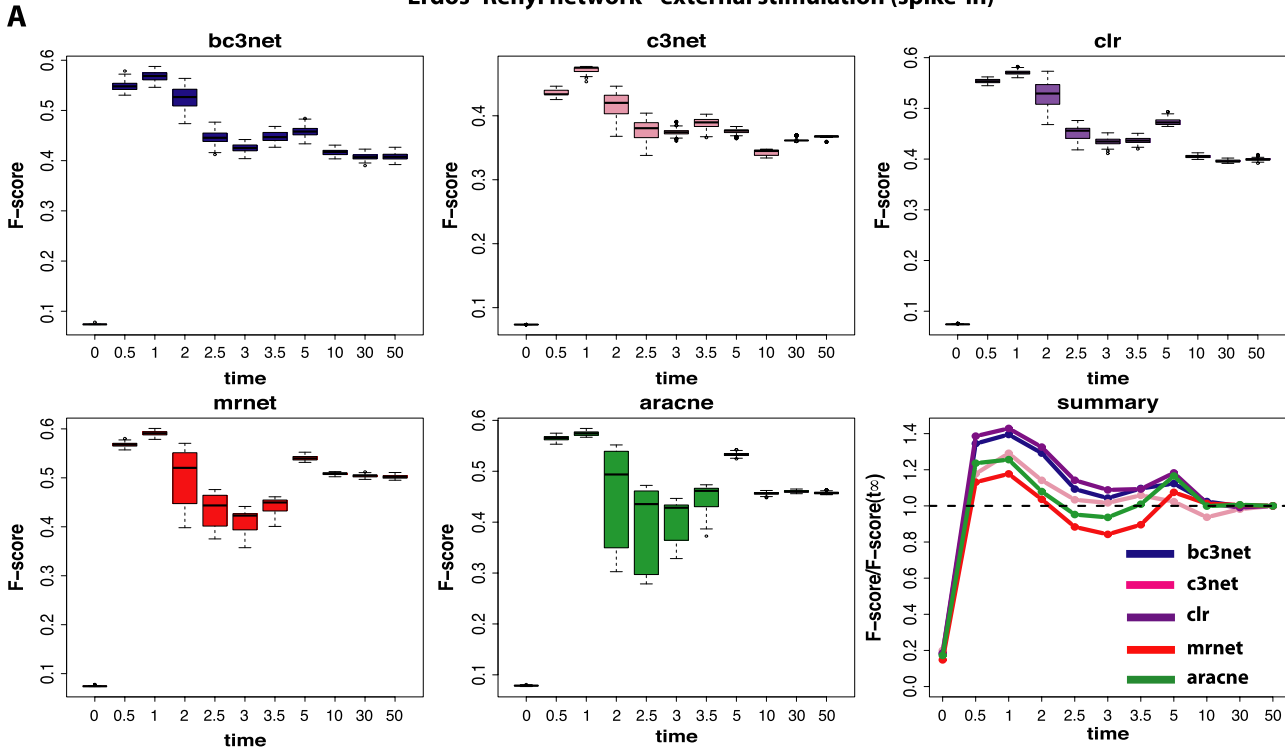 Erdos-Renyi network - external stimulation (spike-in)
A
bc3net
F−score
0.1 0.2 0.3 0.4 0.5 0.6
0 0.5 1 2 2.5 3 3.5 5 10 30 50
time
c3net
F−score
0.1 0.2 0.3 0.4
0 0.5 1 2 2.5 3 3.5 5 10 30 50
time
clr
F−score
0.1 0.2 0.3 0.4 0.5 0.6
0 0.5 1 2 2.5 3 3.5 5 10 30 50
time
mrnet
F−score
0.1 0.2 0.3 0.4 0.5 0.6
0 0.5 1 2 2.5 3 3.5 5 10 30 50
time
aracne
F−score
0.1 0.2 0.3 0.4 0.5 0.6
0 0.5 1 2 2.5 3 3.5 5 10 30 50
time
summary
F−score/F−score(t∞)
0.0 0.2 0.4 0.6 0.8 1.0 1.2 1.4
0 0.5 1 2 2.5 3 3.5 5 10 30 50
time
bc3net
c3net
clr
mrnet
aracne